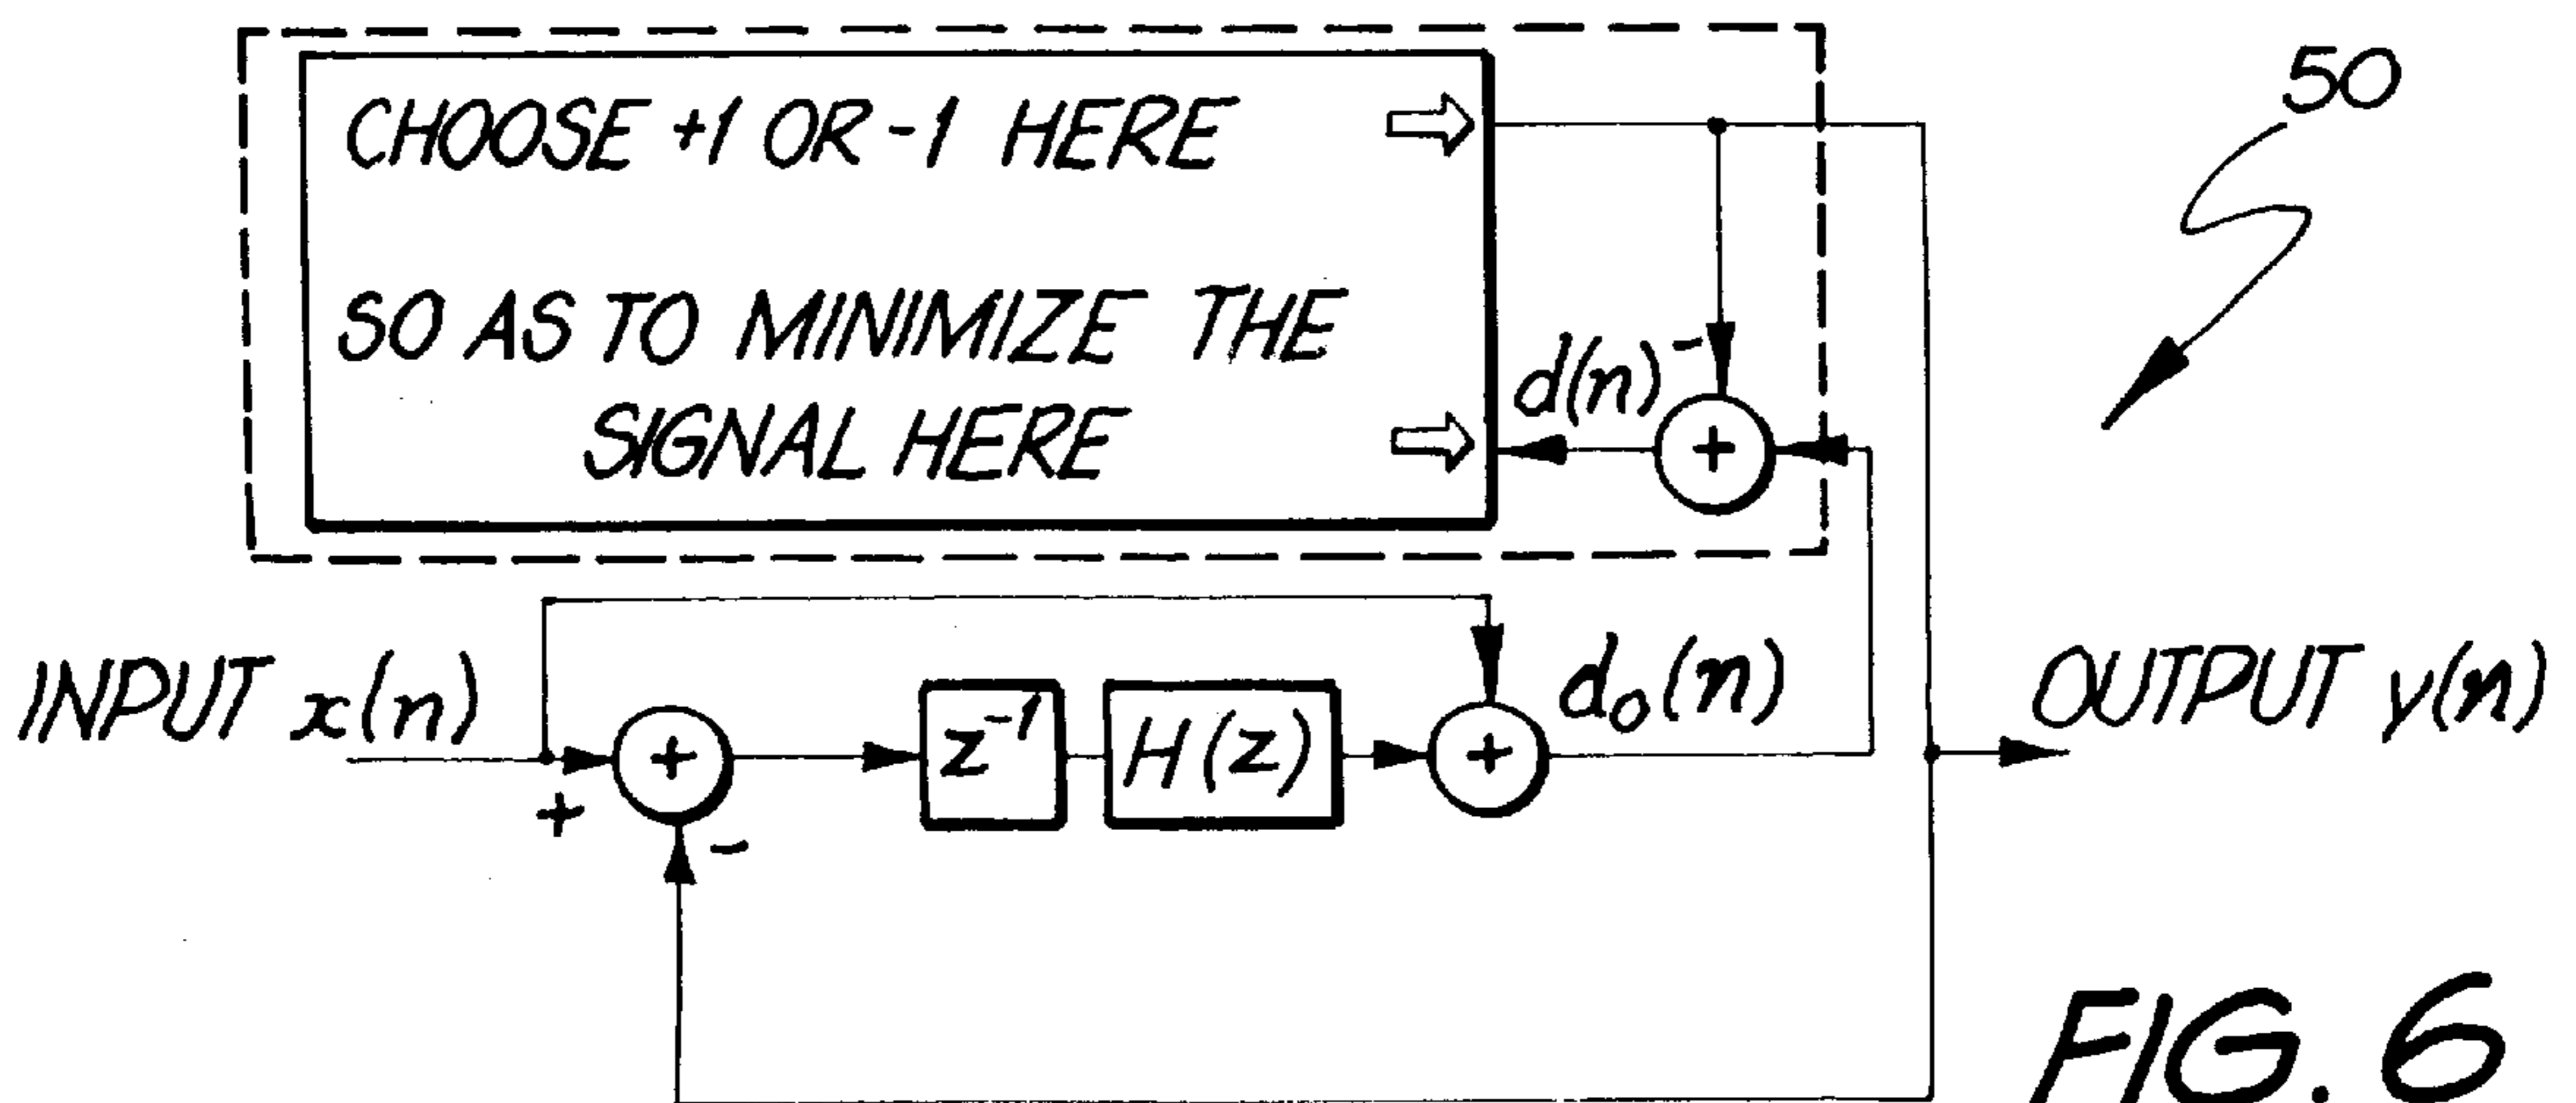 CHOOSE +1 OR -1 HERE
SO AS TO MINIMIZE THE
SIGNAL HERE
50
d(n)
-
+
INPUT x(n)
+
+
-
z⁻¹
H(z)
+
d₀(n)
OUTPUT y(n)
FIG. 6